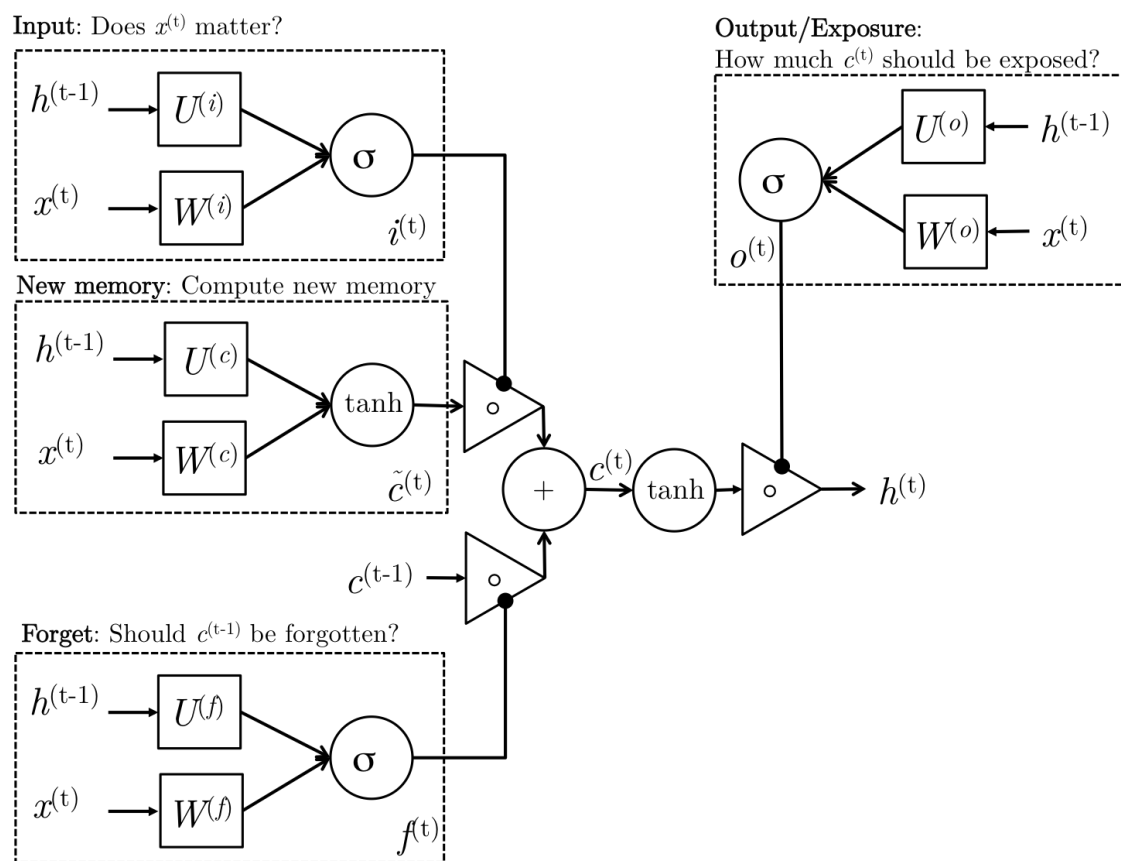 Input: Does x^(t) matter?
h^(t-1)
U^(i)
σ
x^(t)
W^(i)
i^(t)
New memory: Compute new memory
h^(t-1)
U^(c)
tanh
x^(t)
W^(c)
c̃^(t)
Output/Exposure:
How much c^(t) should be exposed?
U^(o)
h^(t-1)
σ
W^(o)
x^(t)
o^(t)
∘
+
c^(t)
tanh
∘
h^(t)
c^(t-1)
∘
Forget: Should c^(t-1) be forgotten?
h^(t-1)
U^(f)
σ
x^(t)
W^(f)
f^(t)